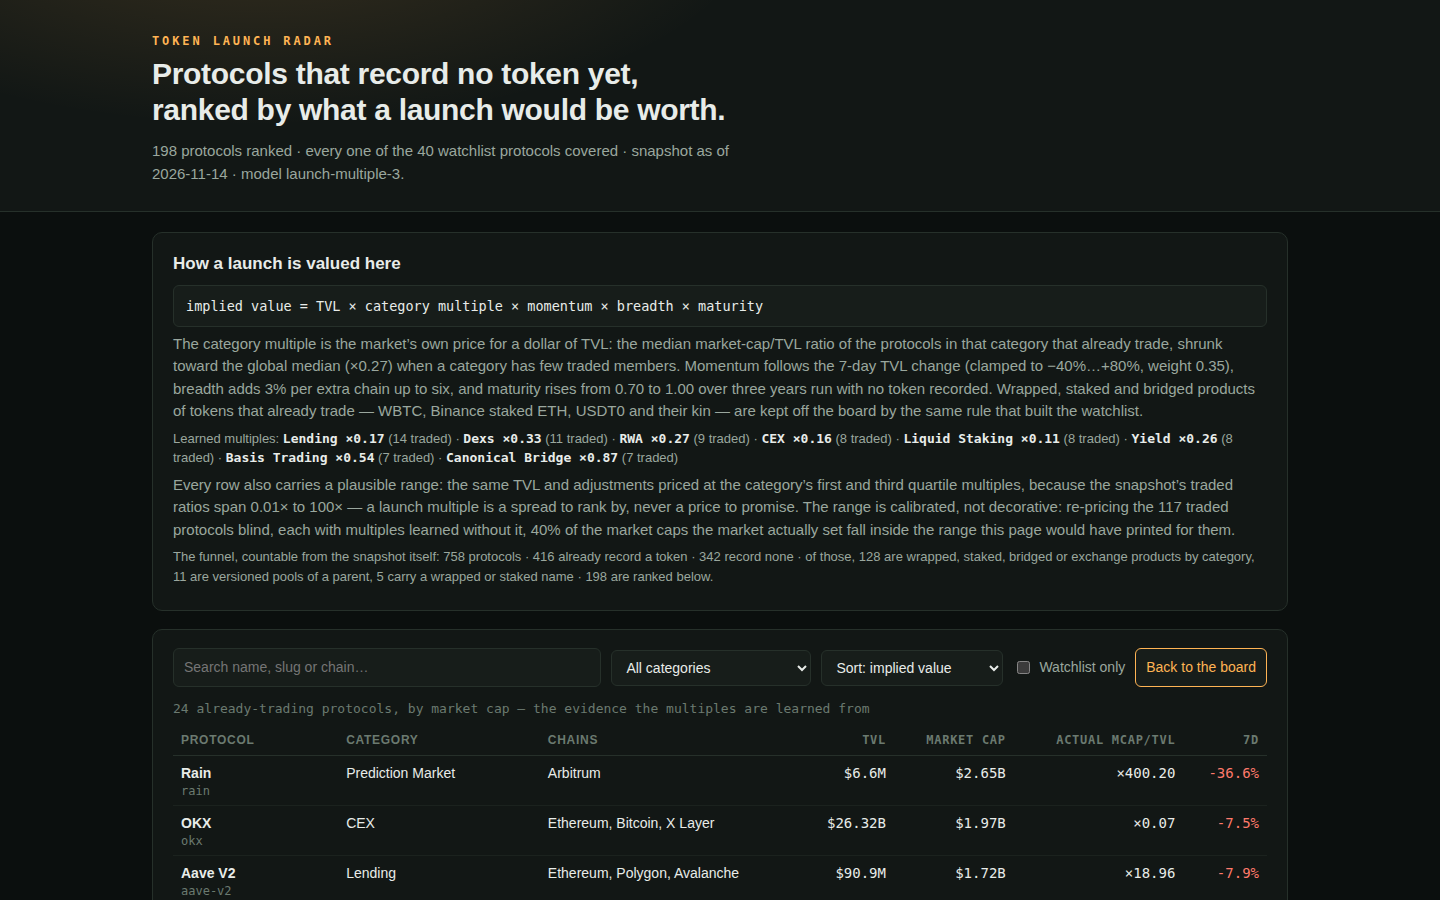 TOKEN LAUNCH RADAR
Protocols that record no token yet,
ranked by what a launch would be worth.
198 protocols ranked · every one of the 40 watchlist protocols covered · snapshot as of
2026-11-14 · model launch-multiple-3.
How a launch is valued here
implied value = TVL × category multiple × momentum × breadth × maturity
The category multiple is the market’s own price for a dollar of TVL: the median market-cap/TVL ratio of the protocols in that category that already trade, shrunk
toward the global median (×0.27) when a category has few traded members. Momentum follows the 7-day TVL change (clamped to −40%…+80%, weight 0.35),
breadth adds 3% per extra chain up to six, and maturity rises from 0.70 to 1.00 over three years run with no token recorded. Wrapped, staked and bridged products
of tokens that already trade — WBTC, Binance staked ETH, USDT0 and their kin — are kept off the board by the same rule that built the watchlist.
Learned multiples: Lending ×0.17 (14 traded) · Dexs ×0.33 (11 traded) · RWA ×0.27 (9 traded) · CEX ×0.16 (8 traded) · Liquid Staking ×0.11 (8 traded) · Yield ×0.26 (8
traded) · Basis Trading ×0.54 (7 traded) · Canonical Bridge ×0.87 (7 traded)
Every row also carries a plausible range: the same TVL and adjustments priced at the category’s first and third quartile multiples, because the snapshot’s traded
ratios span 0.01× to 100× — a launch multiple is a spread to rank by, never a price to promise. The range is calibrated, not decorative: re-pricing the 117 traded
protocols blind, each with multiples learned without it, 40% of the market caps the market actually set fall inside the range this page would have printed for them.
The funnel, countable from the snapshot itself: 758 protocols · 416 already record a token · 342 record none · of those, 128 are wrapped, staked, bridged or exchange products by category,
11 are versioned pools of a parent, 5 carry a wrapped or staked name · 198 are ranked below.
Search name, slug or chain… All categories Sort: implied value Watchlist only Back to the board
24 already-trading protocols, by market cap — the evidence the multiples are learned from
PROTOCOL CATEGORY CHAINS TVL MARKET CAP ACTUAL MCAP/TVL 7D
Rain Prediction Market Arbitrum $6.6M $2.65B ×400.20 -36.6%
rain
OKX CEX Ethereum, Bitcoin, X Layer $26.32B $1.97B ×0.07 -7.5%
okx
Aave V2 Lending Ethereum, Polygon, Avalanche $90.9M $1.72B ×18.96 -7.9%
aave-v2